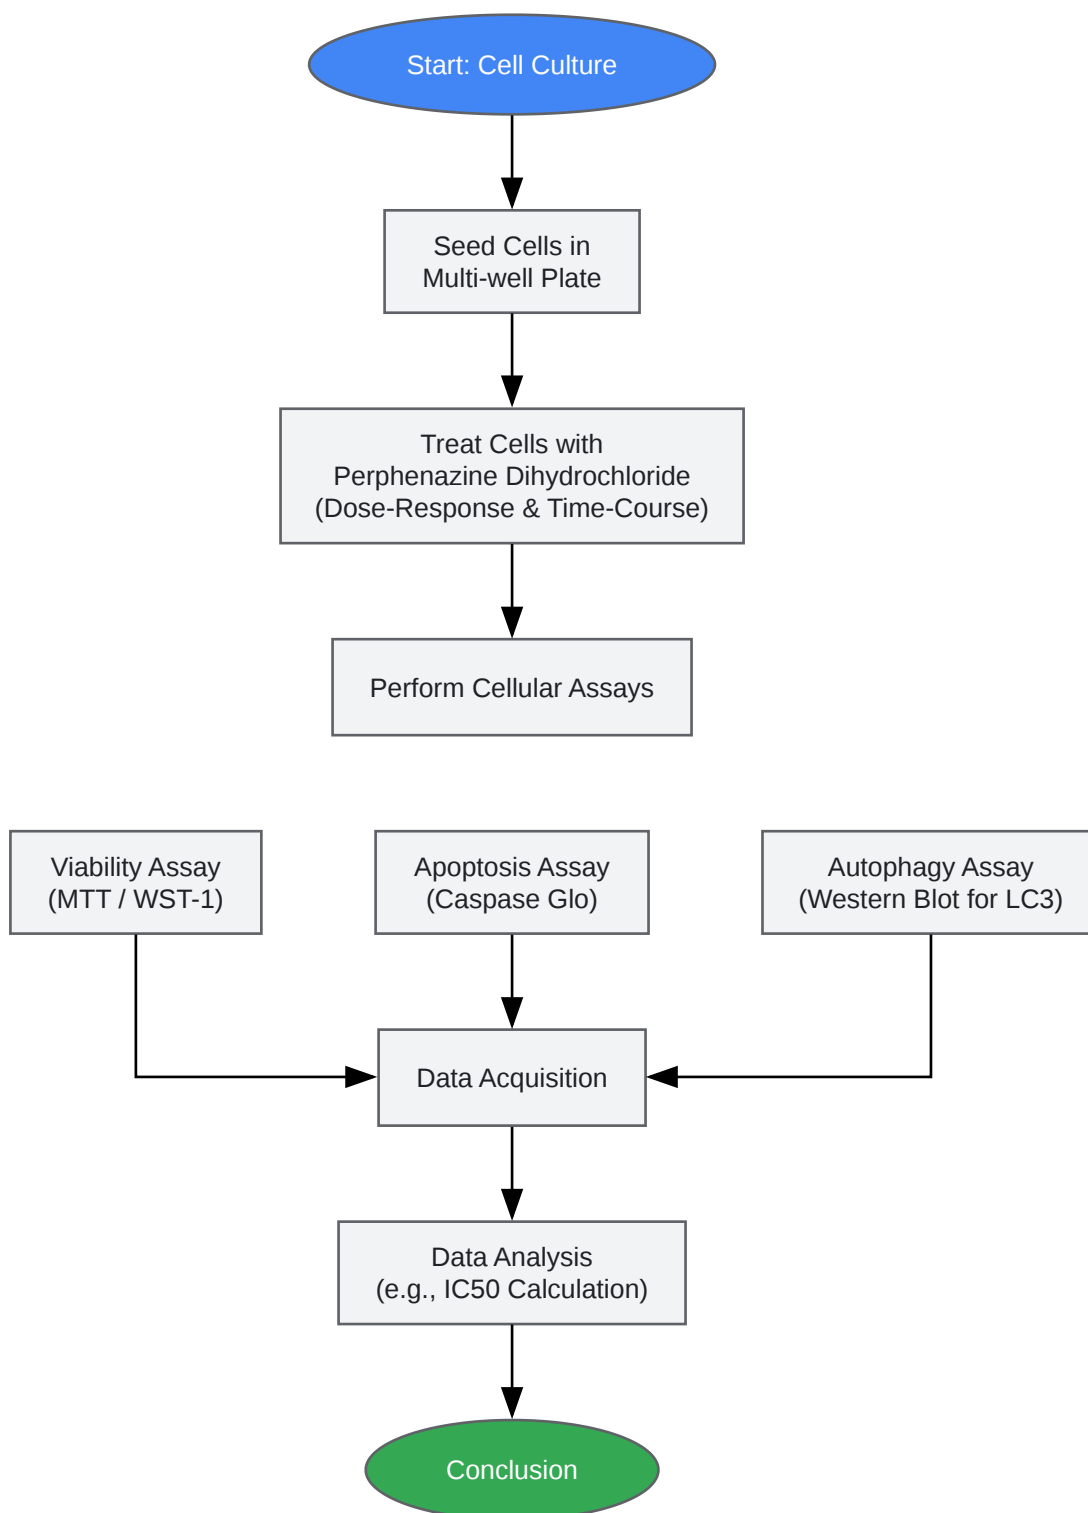 Start: Cell Culture
Seed Cells in
Multi-well Plate
Treat Cells with
Perphenazine Dihydrochloride
(Dose-Response & Time-Course)
Perform Cellular Assays
Viability Assay
(MTT / WST-1)
Apoptosis Assay
(Caspase Glo)
Autophagy Assay
(Western Blot for LC3)
Data Acquisition
Data Analysis
(e.g., IC50 Calculation)
Conclusion